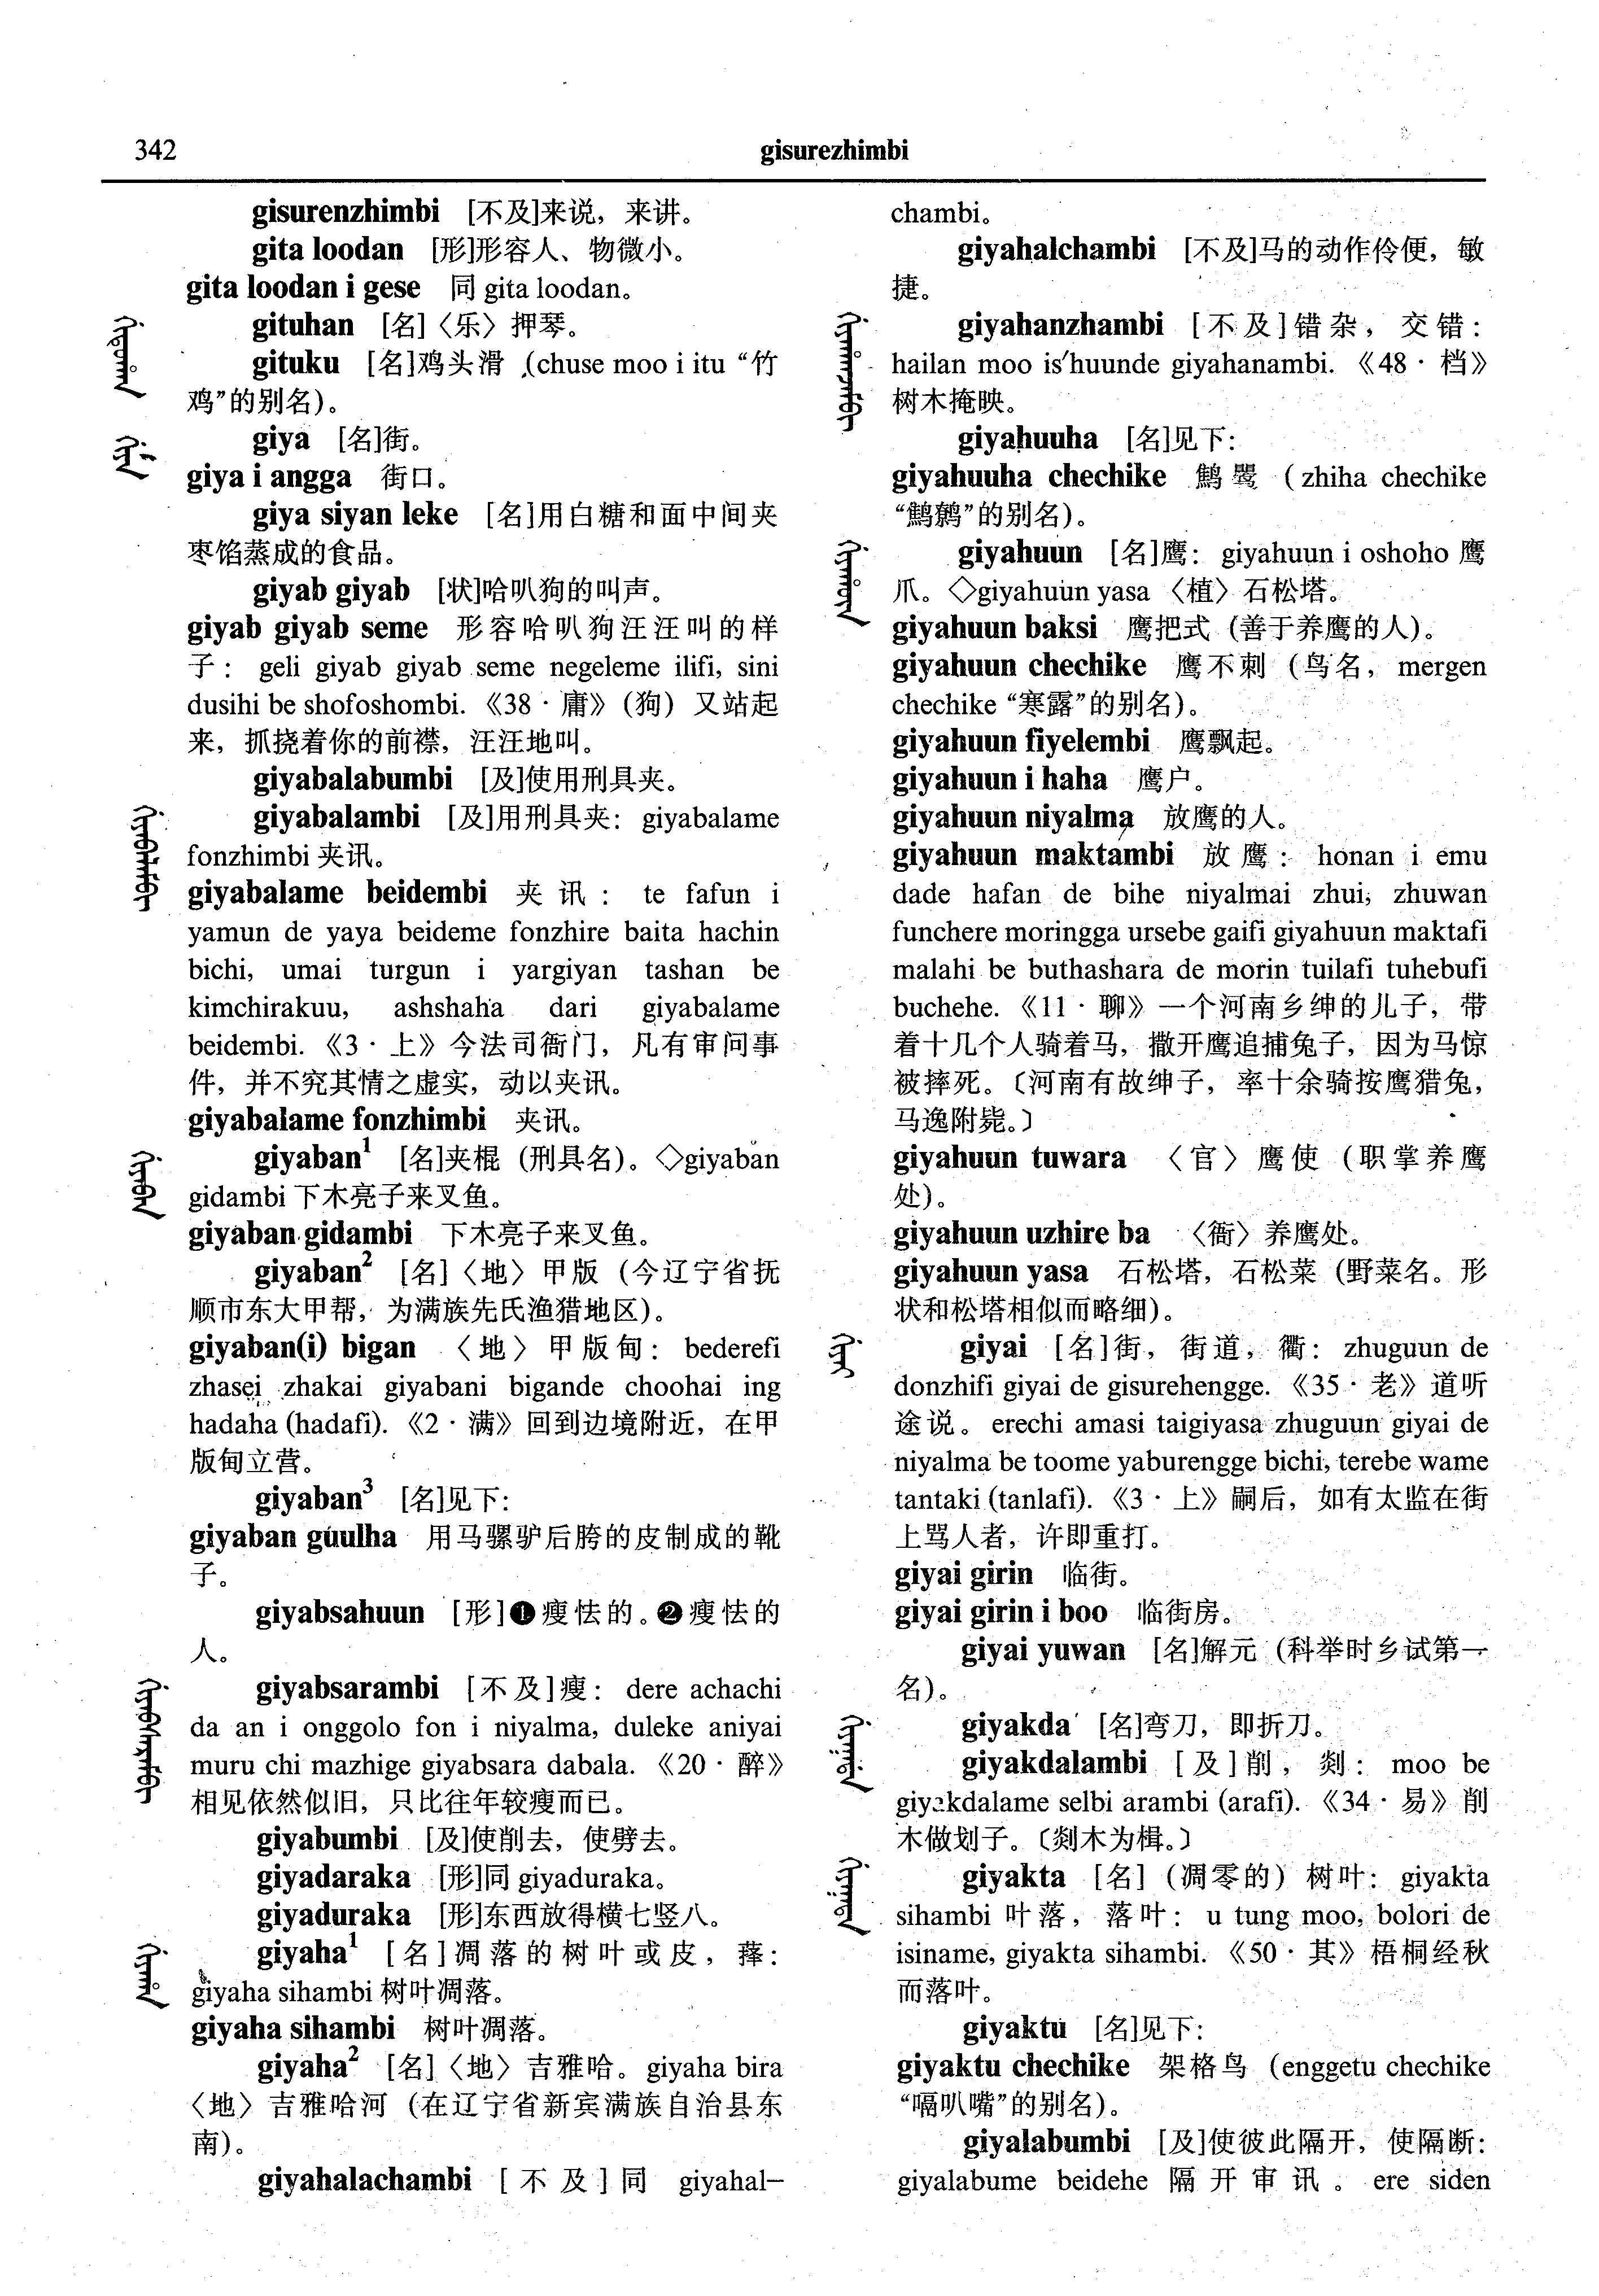 342
gisurezhimbi
gisurenzhimbi [不及]来说，来讲。
gita loodan [形]形容人、物微小。
gita loodan i gese 同 gita loodan。
gituhan [名]〈乐〉押琴。
gituku [名]鸡头滑 (chuse moo i itu “竹
鸡”的别名)。
giya [名]街。
giya i angga 街口。
giya siyan leke [名]用白糖和面中间夹
枣馅蒸成的食品。
giyab giyab [状]哈叭狗的叫声。
giyab giyab seme 形容哈叭狗汪汪叫的样
子： geli giyab giyab seme negeleme ilifi, sini
dusihi be shofoshombi. 《38 · 庸》(狗) 又站起
来，抓挠着你的前襟，汪汪地叫。
giyabalabumbi [及]使用刑具夹。
giyabalambi [及]用刑具夹： giyabalame
fonzhimbi 夹讯。
giyabalame beidembi 夹讯： te fafun i
yamun de yaya beideme fonzhire baita hachin
bichi, umai turgun i yargiyan tashan be
kimchirakuu, ashshaha dari giyabalame
beidembi. 《3 · 上》今法司衙门，凡有审问事
件，并不究其情之虚实，动以夹讯。
giyabalame fonzhimbi 夹讯。
giyaban¹ [名]夹棍 (刑具名)。◇giyaban
gidambi 下木亮子来叉鱼。
giyaban gidambi 下木亮子来叉鱼。
giyaban² [名]〈地〉甲版 (今辽宁省抚
顺市东大甲帮，为满族先氏渔猎地区)。
giyaban(i) bigan 〈地〉甲版甸： bederefi
zhasei zhakai giyabani bigande choohai ing
hadaha (hadafi). 《2 · 满》回到边境附近，在甲
版甸立营。
giyaban³ [名]见下：
giyaban guulha 用马骡驴后胯的皮制成的靴
子。
giyabsahuun [形]❶瘦怯的。❷瘦怯的
人。
giyabsarambi [不及]瘦： dere achachi
da an i onggolo fon i niyalma, duleke aniyai
muru chi mazhige giyabsara dabala. 《20 · 醉》
相见依然似旧，只比往年较瘦而已。
giyabumbi [及]使削去，使劈去。
giyadaraka [形]同 giyaduraka。
giyaduraka [形]东西放得横七竖八。
giyaha¹ [名]凋落的树叶或皮，蘀：
giyaha sihambi 树叶凋落。
giyaha sihambi 树叶凋落。
giyaha² [名]〈地〉吉雅哈。giyaha bira
〈地〉吉雅哈河 (在辽宁省新宾满族自治县东
南)。
giyahalachambi [不及]同 giyahal-
chambi。
giyahalchambi [不及]马的动作伶便，敏
捷。
giyahanzhambi [不及]错杂，交错：
hailan moo is'huunde giyahanambi. 《48 · 档》
树木掩映。
giyahuuha [名]见下：
giyahuuha chechike 鷦 (zhiha chechike
“鷦鹩”的别名)。
giyahuun [名]鹰： giyahuun i oshoho 鹰
爪。◇giyahuun yasa 〈植〉石松塔。
giyahuun baksi 鹰把式 (善于养鹰的人)。
giyahuun chechike 鹰不刺 (鸟名，mergen
chechike “寒露”的别名)。
giyahuun fiyelembi 鹰飘起。
giyahuun i haha 鹰户。
giyahuun niyalma 放鹰的人。
giyahuun maktambi 放鹰： honan i emu
dade hafan de bihe niyalmai zhui, zhuwan
funchere moringga ursebe gaifi giyahuun maktafi
malahi be buthashara de morin tuilafi tuhebufi
buchehe. 《11 · 聊》一个河南乡绅的儿子，带
着十几个人骑着马，撒开鹰追捕兔子，因为马惊
被摔死。〔河南有故绅子，率十余骑按鹰猎兔，
马逸附毙。〕
giyahuun tuwara 〈官〉鹰使 (职掌养鹰
处)。
giyahuun uzhire ba 〈衙〉养鹰处。
giyahuun yasa 石松塔，石松菜 (野菜名。形
状和松塔相似而略细)。
giyai [名]街，街道，衢： zhuguun de
donzhifi giyai de gisurehengge. 《35 · 老》道听
途说。erechi amasi taigiyasa zhuguun giyai de
niyalma be toome yaburengge bichi, terebe wame
tantaki (tanlafi). 《3 · 上》嗣后，如有太监在街
上骂人者，许即重打。
giyai girin 临街。
giyai girin i boo 临街房。
giyai yuwan [名]解元 (科举时乡试第一
名)。
giyakda [名]弯刀，即折刀。
giyakdalambi [及]削，剡： moo be
giyakdalame selbi arambi (arafi). 《34 · 易》削
木做划子。〔剡木为楫。〕
giyakta [名] (凋零的) 树叶： giyakta
sihambi 叶落，落叶： u tung moo, bolori de
isiname, giyakta sihambi. 《50 · 其》梧桐经秋
而落叶。
giyaktu [名]见下：
giyaktu chechike 架格鸟 (enggetu chechike
“嗝叭嘴”的别名)。
giyalabumbi [及]使彼此隔开，使隔断：
giyalabume beidehe 隔开审讯。ere siden